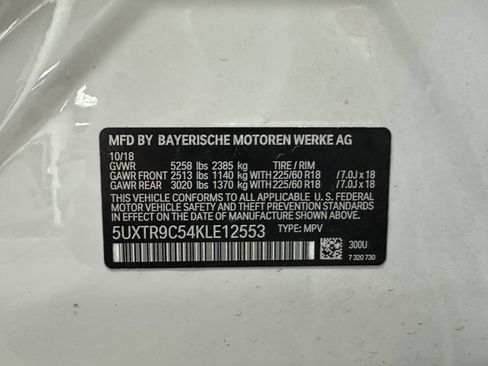 MFD BY BAYERISCHE MOTOREN WERKE AG
10/18
GVWR 5258 lbs 2385 kg TIRE / RIM
GAWR FRONT 2513 lbs 1140 kg WITH 225/60 R18 /7.0J x 18
GAWR REAR 3020 lbs 1370 kg WITH 225/60 R18 /7.0J x 18
THIS VEHICLE CONFORMS TO ALL APPLICABLE U. S. FEDERAL
MOTOR VEHICLE SAFETY STANDARDS IN EFFECT ON THE
DATE OF MANUFACTURE SHOWN ABOVE.
5UXTR9C54KLE12553 TYPE: MPV
300U
7 320 730